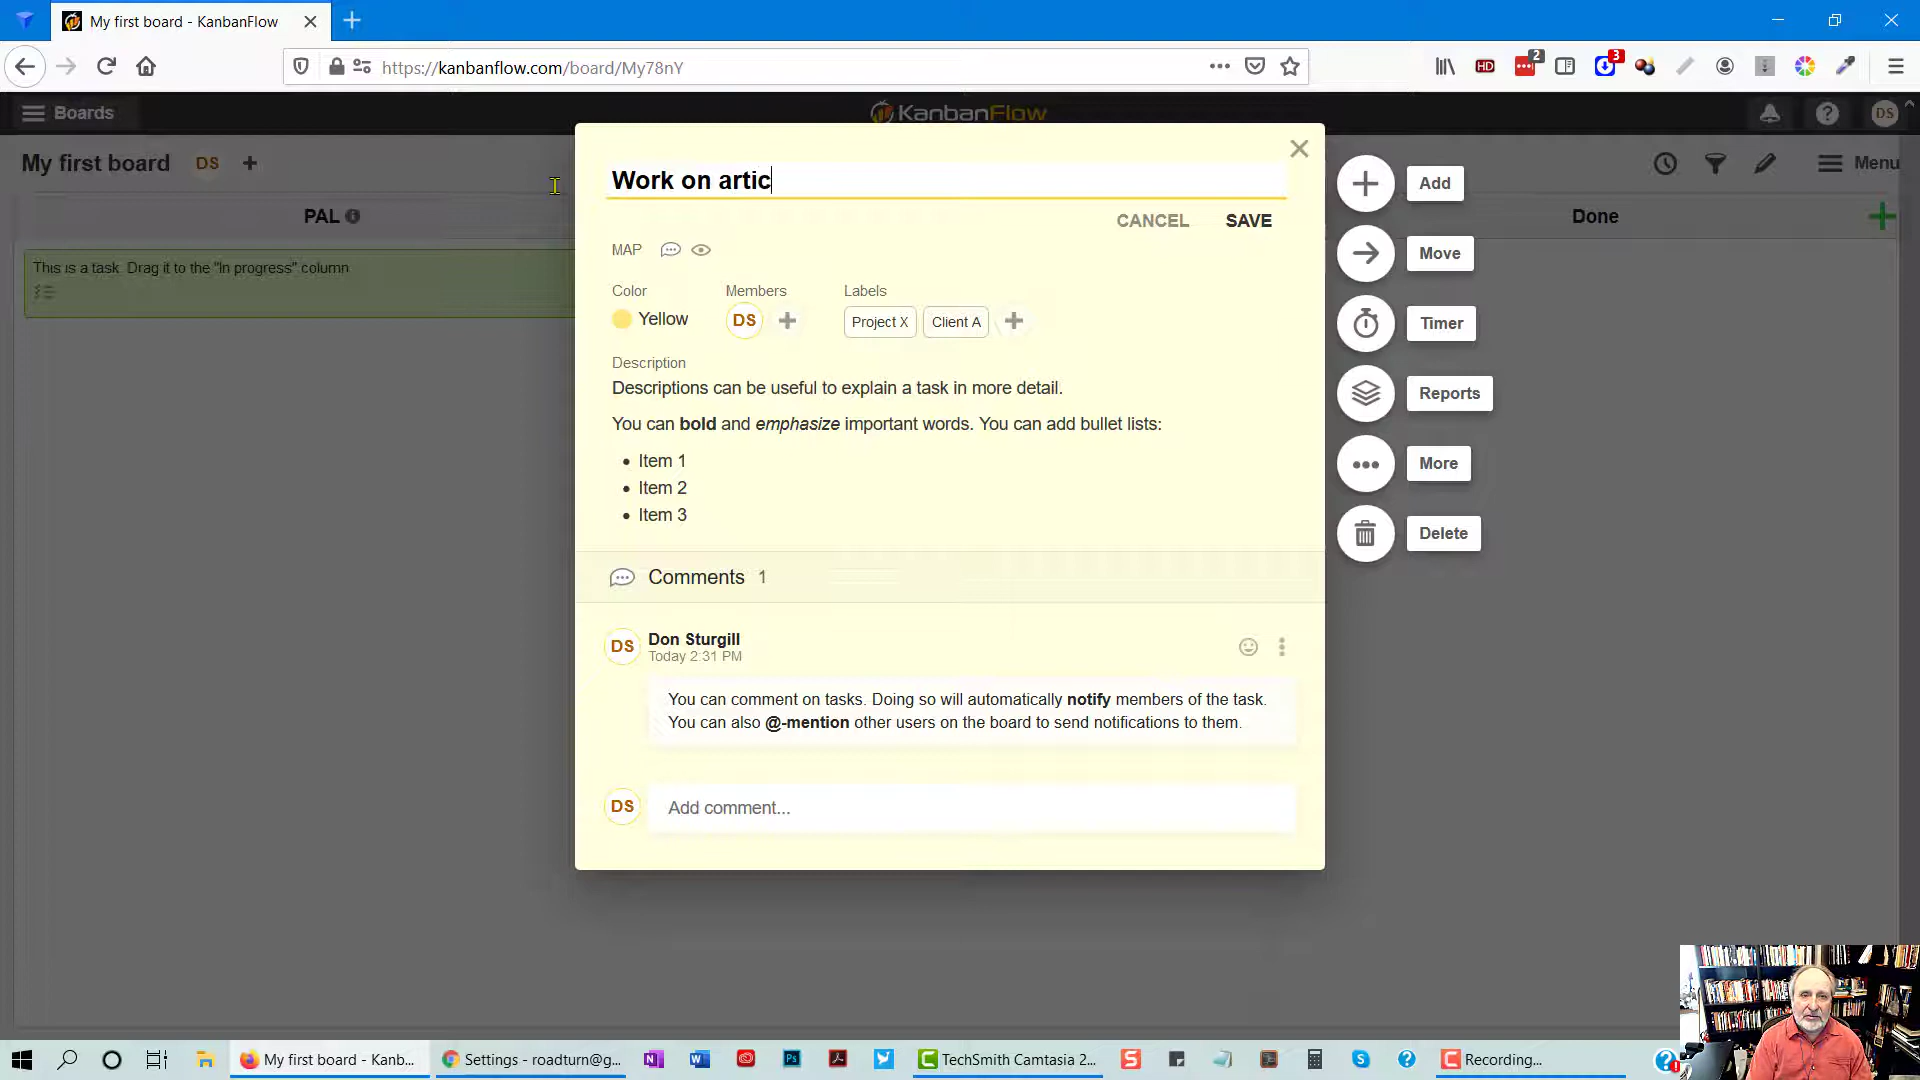 My first board - KanbanFlow
https://kanbanflow.com/board/My78nY
HD
2
3
Boards
KanbanFlow
DS
My first board
DS
Menu
PAL
Done
This is a task. Drag it to the "In progress" column
Work on artic
CANCEL
SAVE
MAP
Color
Members
Labels
Yellow
DS
Project X
Client A
Description
Descriptions can be useful to explain a task in more detail.
You can bold and emphasize important words. You can add bullet lists:
• Item 1
• Item 2
• Item 3
Comments 1
DS
Don Sturgill
Today 2:31 PM
You can comment on tasks. Doing so will automatically notify members of the task.
You can also @-mention other users on the board to send notifications to them.
DS
Add comment...
Add
Move
Timer
Reports
More
Delete
My first board - Kanb...
Settings - roadturn@g...
TechSmith Camtasia 2...
Recording...